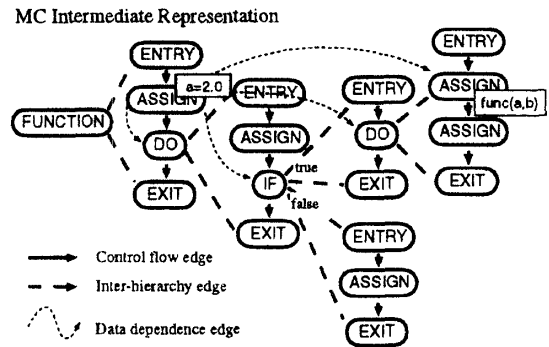 MC Intermediate Representation
ENTRY
a=2.0
ASSIGN
FUNCTION
DO
EXIT
ENTRY
ASSIGN
IF
true
false
EXIT
ENTRY
DO
EXIT
ENTRY
ASSIGN
func(a,b)
ASSIGN
EXIT
ENTRY
ASSIGN
EXIT
Control flow edge
Inter-hierarchy edge
Data dependence edge